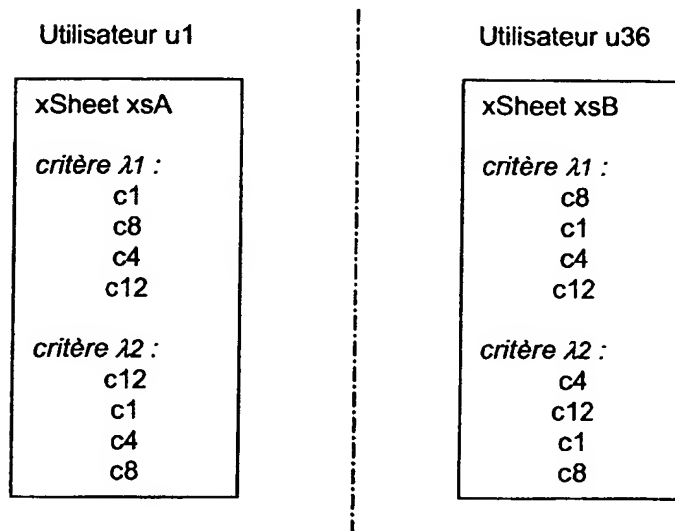 Utilisateur u1
xSheet xsA
critère λ1 :
c1
c8
c4
c12
critère λ2 :
c12
c1
c4
c8
Utilisateur u36
xSheet xsB
critère λ1 :
c8
c1
c4
c12
critère λ2 :
c4
c12
c1
c8